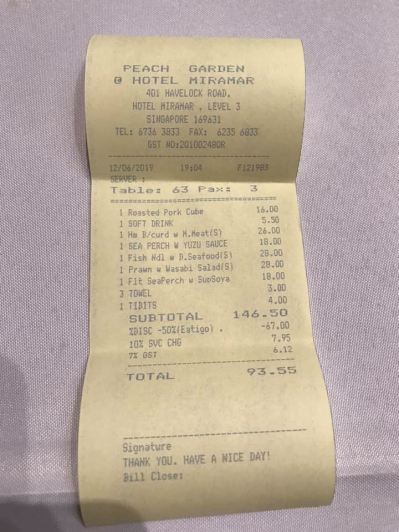 PEACH GARDEN
@ HOTEL MIRAMAR
401 HAVELOCK ROAD,
HOTEL MIRAMAR , LEVEL 3
SINGAPORE 169631
TEL: 6736 3833 FAX: 6235 6833
GST NO:201002480R
12/06/2019 19:04 F121983
SERVER :
Table: 63 Pax: 3
1 Roasted Pork Cube 16.00
1 SOFT DRINK 5.50
1 Hm B/curd w M.Meat(S) 26.00
1 SEA PERCH W YUZU SAUCE 18.00
1 Fish Ndl w D.Seafood(S) 28.00
1 Prawn w Wasabi Salad(S) 28.00
1 Flt SeaPerch w SupSoya 18.00
3 TOWEL 3.00
1 TIDITS 4.00
SUBTOTAL 146.50
%DISC -50%(Eatigo) . -67.00
10% SVC CHG 7.95
7% GST 6.12
TOTAL 93.55
Signature
THANK YOU. HAVE A NICE DAY!
Bill Close: